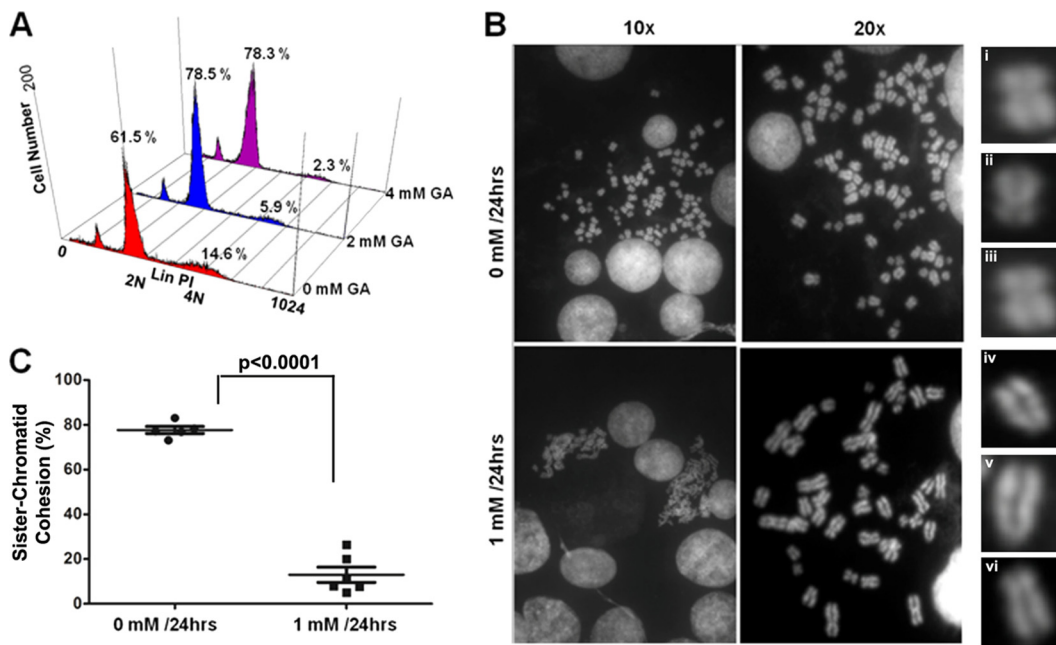 A
Cell Number 200
61.5 %
78.5 %
78.3 %
14.6 %
5.9 %
2.3 %
0
Lin PI
2N
4N
1024
0 mM GA
2 mM GA
4 mM GA
B
10x
20x
0 mM /24hrs
1 mM /24hrs
i
ii
iii
iv
v
vi
C
p<0.0001
Sister-Chromatid
Cohesion (%)
100
80
60
40
20
0
0 mM /24hrs
1 mM /24hrs